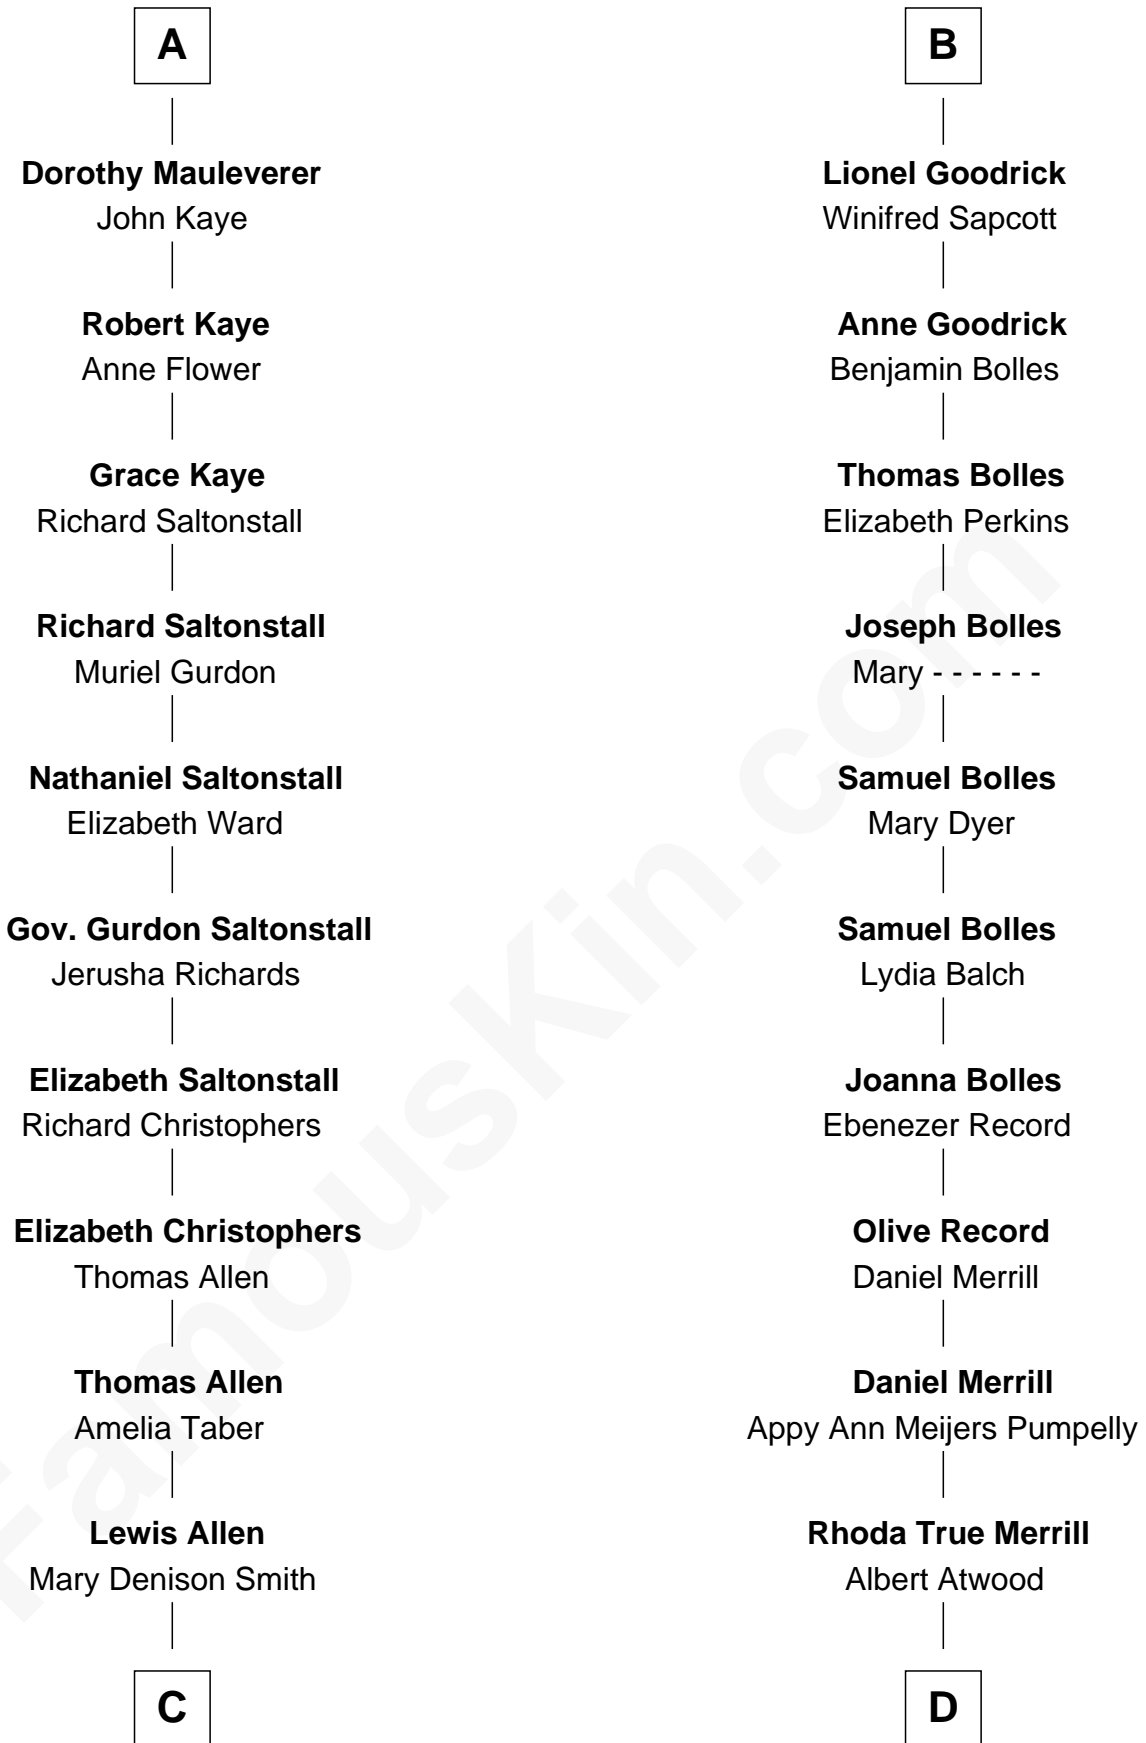 A
Dorothy Mauleverer
John Kaye
Robert Kaye
Anne Flower
Grace Kaye
Richard Saltonstall
Richard Saltonstall
Muriel Gurdon
Nathaniel Saltonstall
Elizabeth Ward
Gov. Gurdon Saltonstall
Jerusha Richards
Elizabeth Saltonstall
Richard Christophers
Elizabeth Christophers
Thomas Allen
Thomas Allen
Amelia Taber
Lewis Allen
Mary Denison Smith
C
B
Lionel Goodrick
Winifred Sapcott
Anne Goodrick
Benjamin Bolles
Thomas Bolles
Elizabeth Perkins
Joseph Bolles
Mary - - - - - -
Samuel Bolles
Mary Dyer
Samuel Bolles
Lydia Balch
Joanna Bolles
Ebenezer Record
Olive Record
Daniel Merrill
Daniel Merrill
Appy Ann Meijers Pumpelly
Rhoda True Merrill
Albert Atwood
D
FamousKin.com